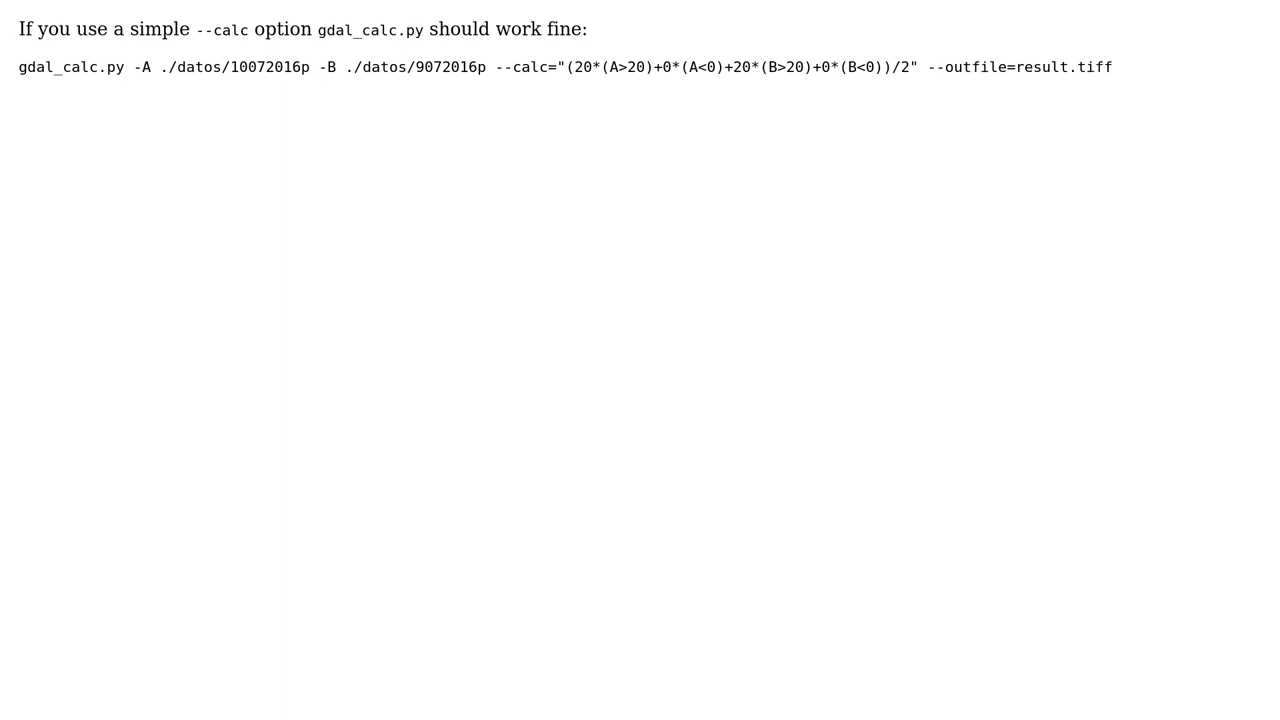 If you use a simple --calc option gdal_calc.py should work fine:
gdal_calc.py -A ./datos/10072016p -B ./datos/9072016p --calc="(20*(A>20)+0*(A<0)+20*(B>20)+0*(B<0))/2" --outfile=result.tiff